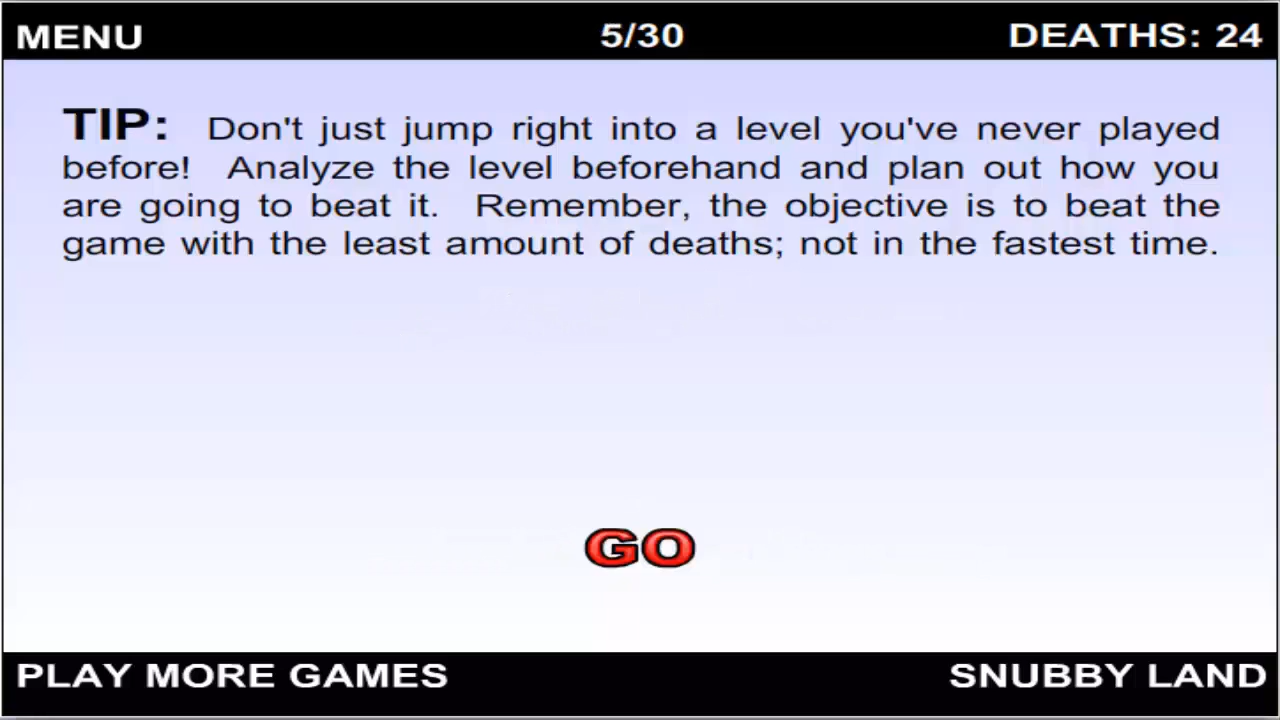 MENU 5/30 DEATHS: 24
TIP: Don't just jump right into a level you've never played
before! Analyze the level beforehand and plan out how you
are going to beat it. Remember, the objective is to beat the
game with the least amount of deaths; not in the fastest time.
GO
PLAY MORE GAMES SNUBBY LAND